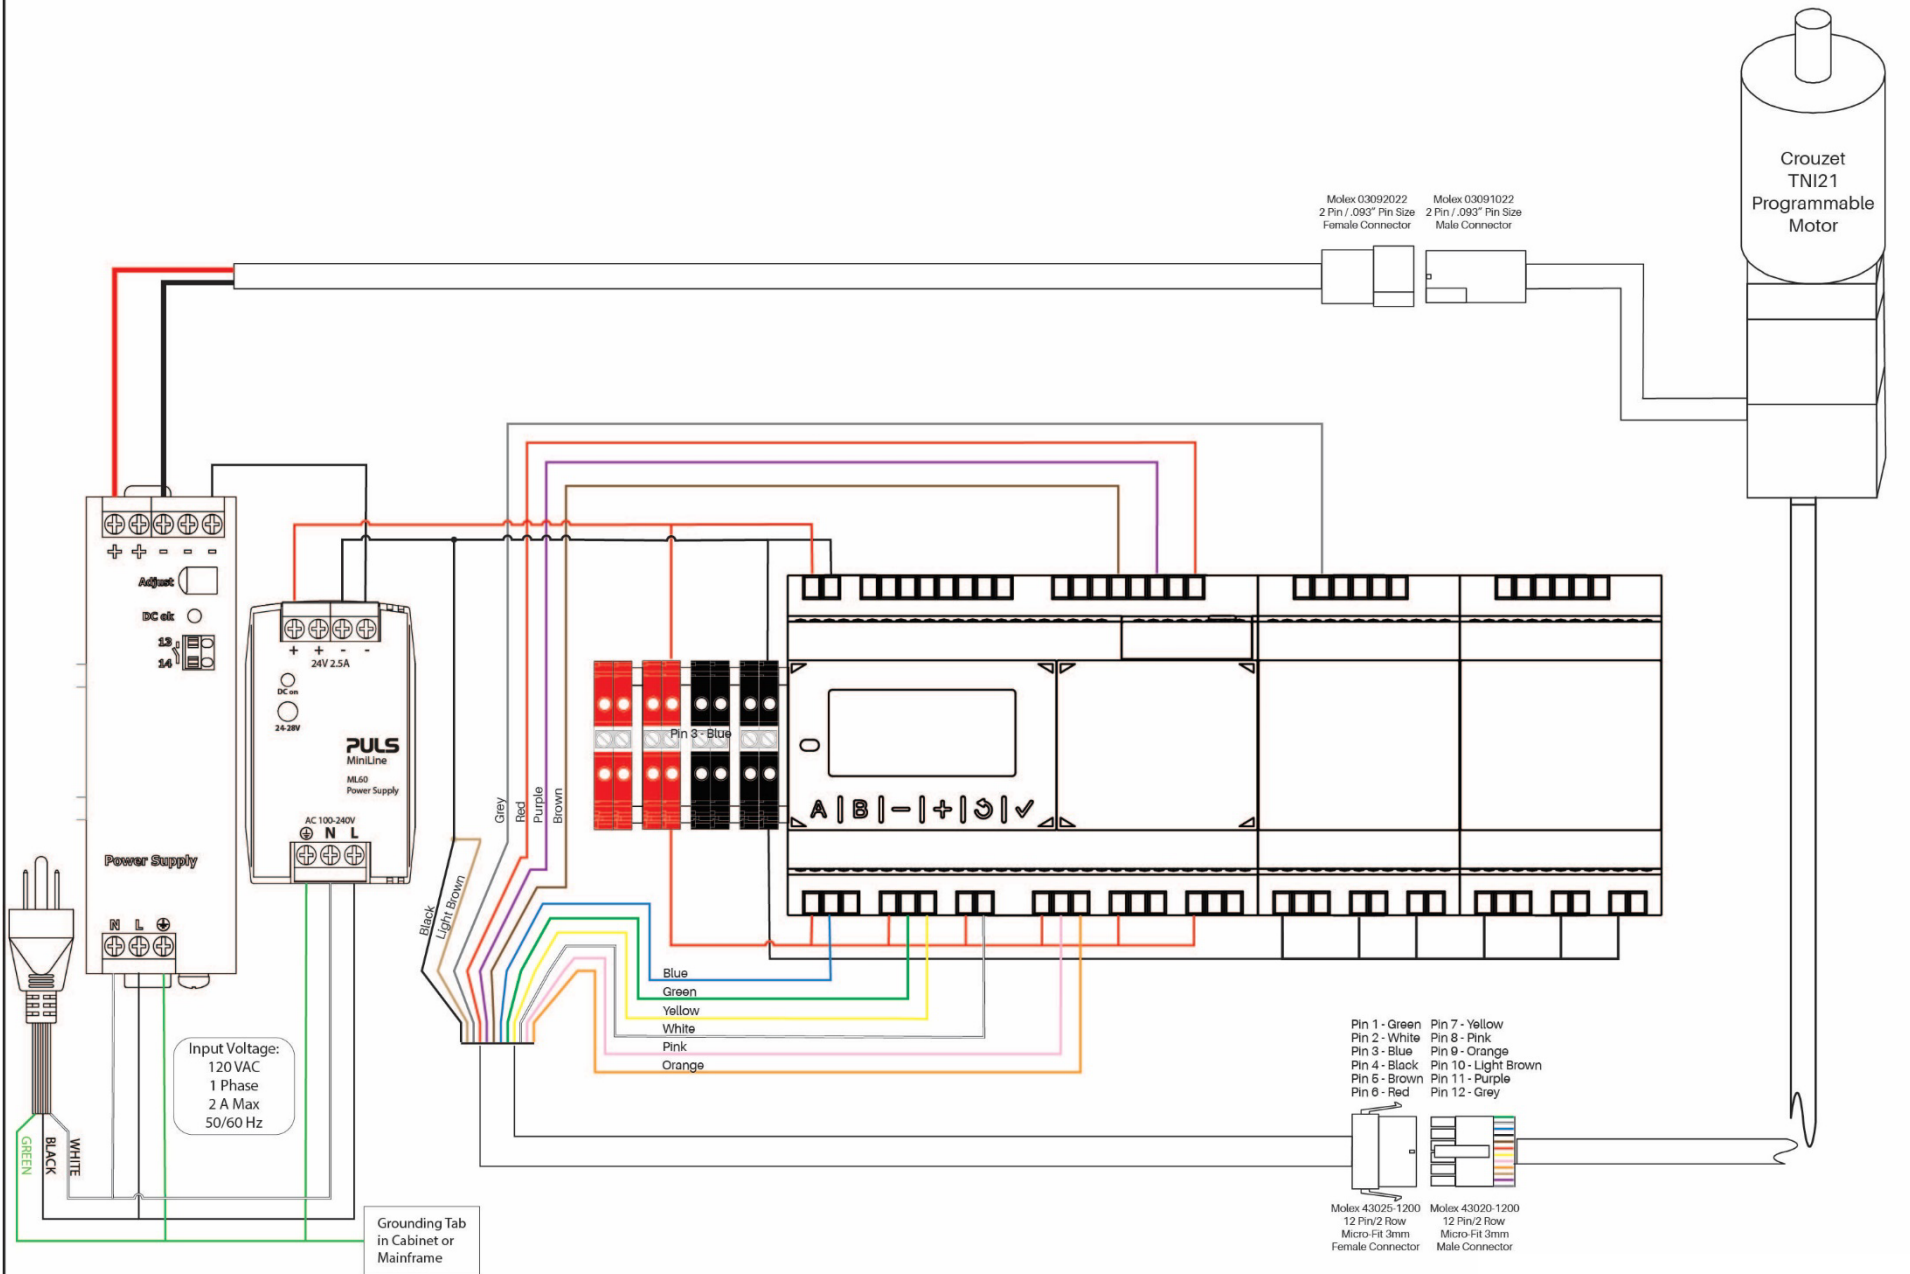 Crouzet
TNI21
Programmable
Motor
Molex 03092022
2 Pin / .093" Pin Size
Female Connector
Molex 03091022
2 Pin / .093" Pin Size
Male Connector
+ + - - -
Adjust
DC ok
13
14
Power Supply
N L
+ + - -
24V 2.5A
DC on
24-28V
PULS
MiniLine
ML60
Power Supply
AC 100-240V
N L
Grey
Red
Purple
Brown
Pin 3 - Blue
A | B | - | + | | ✓
Black
Light Brown
Blue
Green
Yellow
White
Pink
Orange
Input Voltage:
120 VAC
1 Phase
2 A Max
50/60 Hz
GREEN
BLACK
WHITE
Grounding Tab
in Cabinet or
Mainframe
Pin 1 - Green Pin 7 - Yellow
Pin 2 - White Pin 8 - Pink
Pin 3 - Blue Pin 9 - Orange
Pin 4 - Black Pin 10 - Light Brown
Pin 5 - Brown Pin 11 - Purple
Pin 6 - Red Pin 12 - Grey
Molex 43025-1200
12 Pin/2 Row
Micro-Fit 3mm
Female Connector
Molex 43020-1200
12 Pin/2 Row
Micro-Fit 3mm
Male Connector